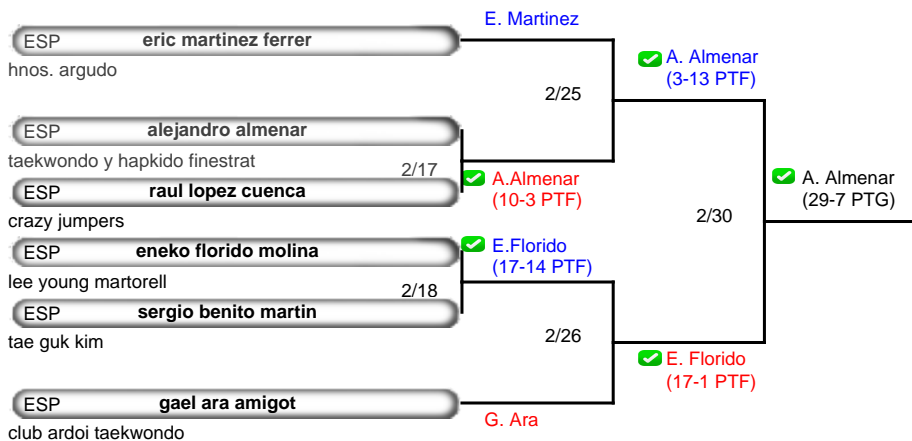 E. Martinez
ESP eric martinez ferrer
hnos. argudo
A. Almenar
(3-13 PTF)
2/25
ESP alejandro almenar
taekwondo y hapkido finestrat
2/17
A.Almenar
(10-3 PTF)
ESP raul lopez cuenca
crazy jumpers
A. Almenar
(29-7 PTG)
2/30
ESP eneko florido molina
lee young martorell
E.Florido
(17-14 PTF)
2/18
ESP sergio benito martin
tae guk kim
2/26
E. Florido
(17-1 PTF)
ESP gael ara amigot
club ardoi taekwondo
G. Ara